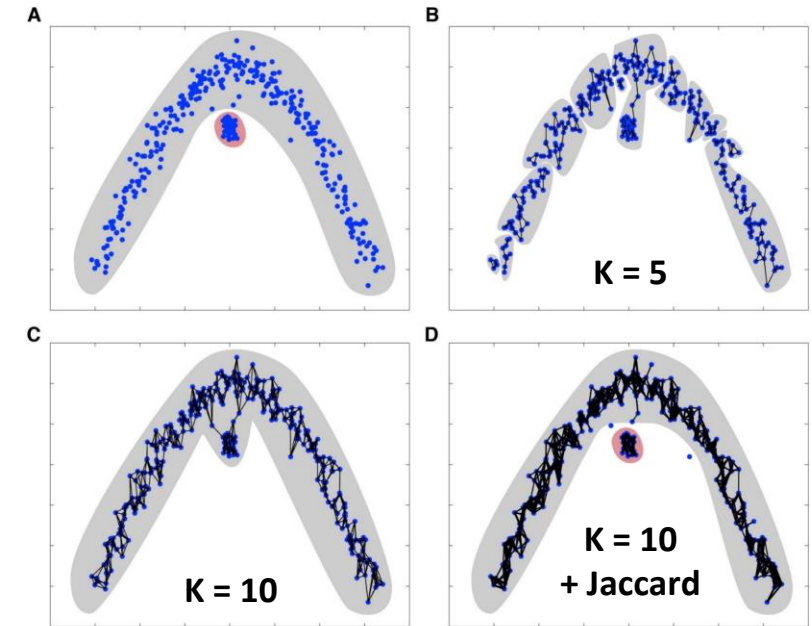 A
B
K = 5
C
K = 10
D
K = 10
+ Jaccard